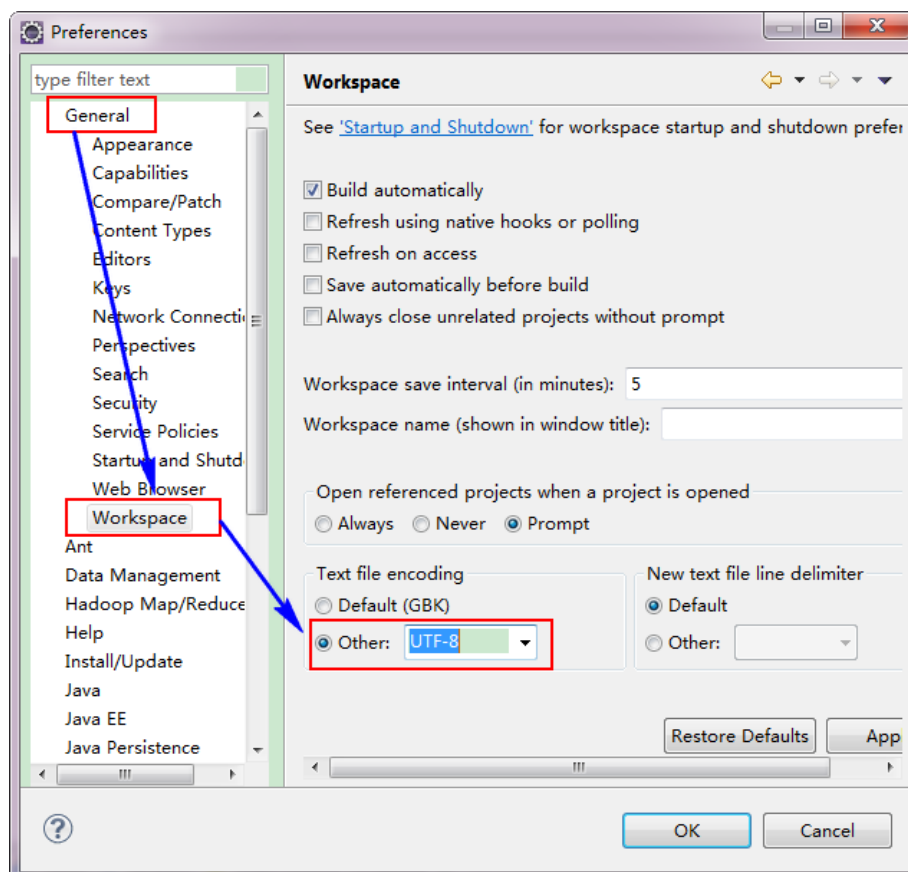 Preferences
type filter text
General
Appearance
Capabilities
Compare/Patch
Content Types
Editors
Keys
Network Connecti
Perspectives
Search
Security
Service Policies
Startup and Shutd
Web Browser
Workspace
Ant
Data Management
Hadoop Map/Reduce
Help
Install/Update
Java
Java EE
Java Persistence
Workspace
See 'Startup and Shutdown' for workspace startup and shutdown prefer
Build automatically
Refresh using native hooks or polling
Refresh on access
Save automatically before build
Always close unrelated projects without prompt
Workspace save interval (in minutes): 5
Workspace name (shown in window title):
Open referenced projects when a project is opened
Always Never Prompt
Text file encoding
Default (GBK)
Other: UTF-8
New text file line delimiter
Default
Other:
Restore Defaults App
? OK Cancel